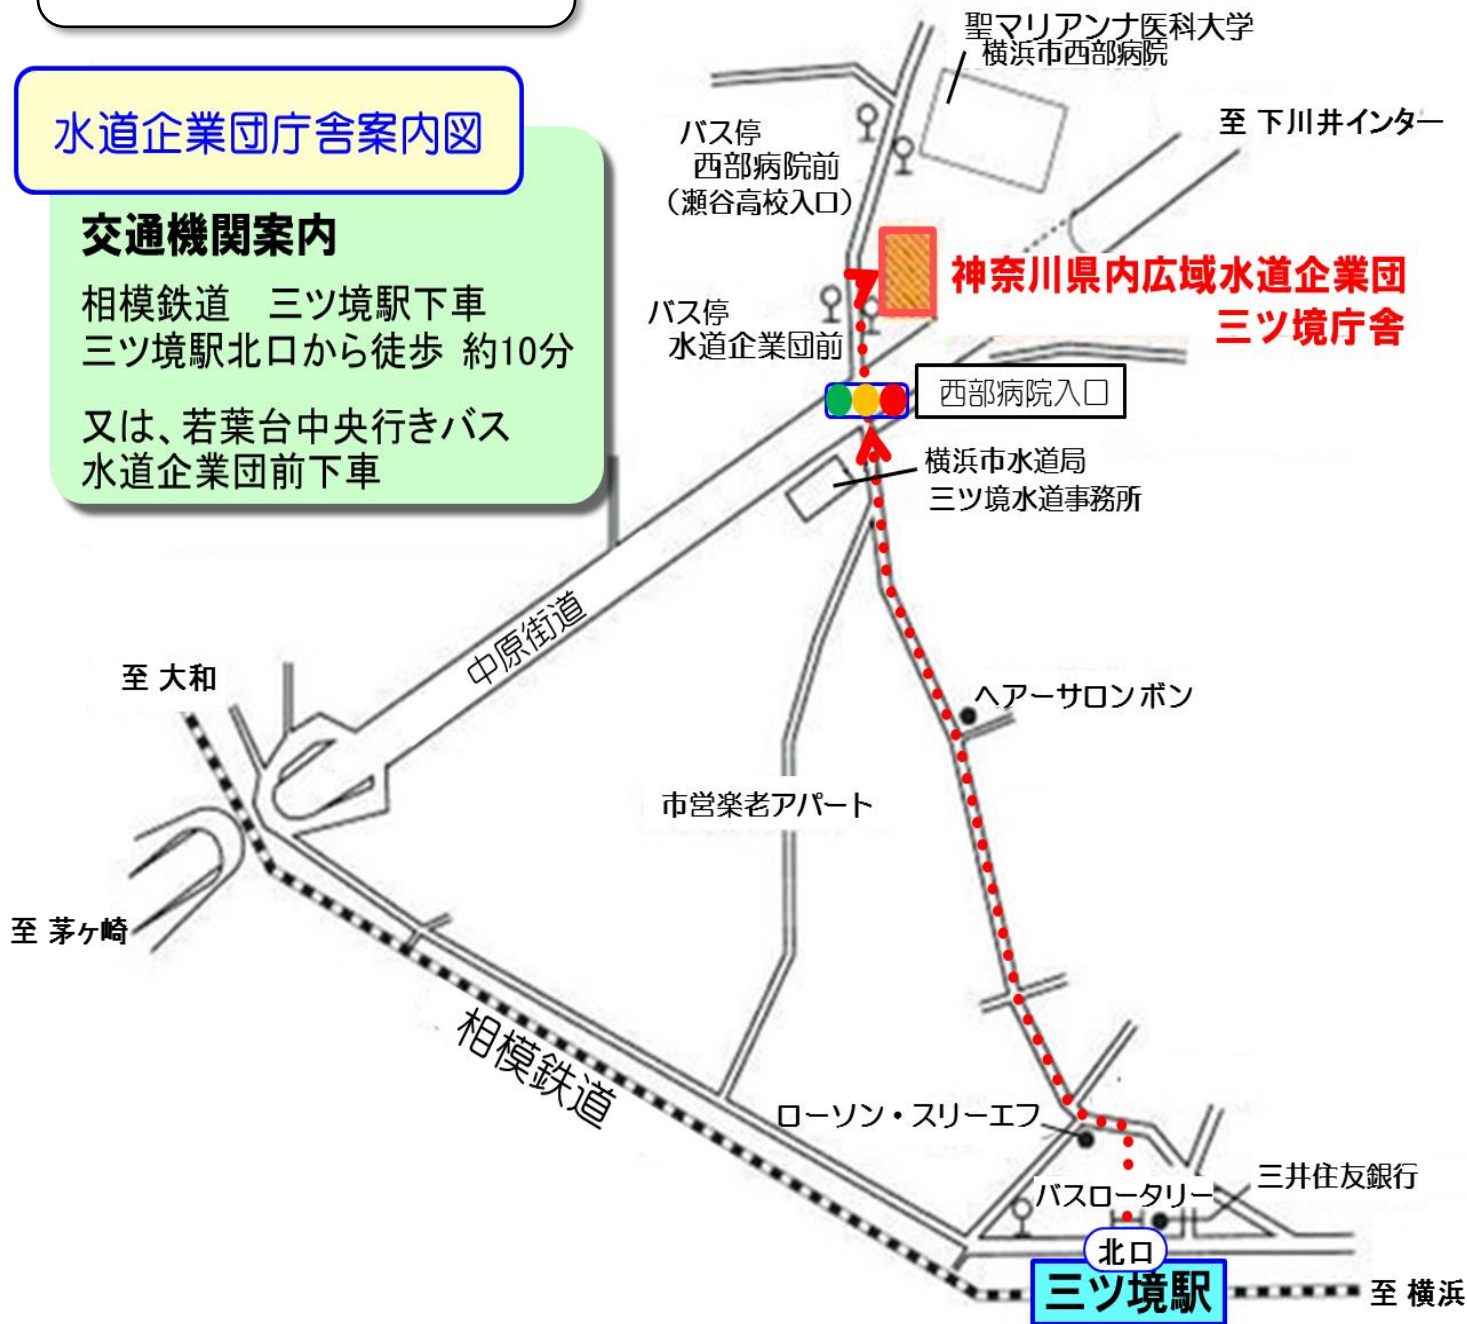 水道企業団庁舎案内図
交通機関案内
相模鉄道　三ツ境駅下車
三ツ境駅北口から徒歩 約10分
又は、若葉台中央行きバス
水道企業団前下車
聖マリアンナ医科大学
横浜市西部病院
至 下川井インター
バス停
西部病院前
（瀬谷高校入口）
神奈川県内広域水道企業団
三ツ境庁舎
バス停
水道企業団前
西部病院入口
横浜市水道局
三ツ境水道事務所
中原街道
至 大和
ヘアーサロンボン
市営楽老アパート
至 茅ヶ崎
相模鉄道
ローソン・スリーエフ
三井住友銀行
バスロータリー
北口
三ツ境駅
至 横浜